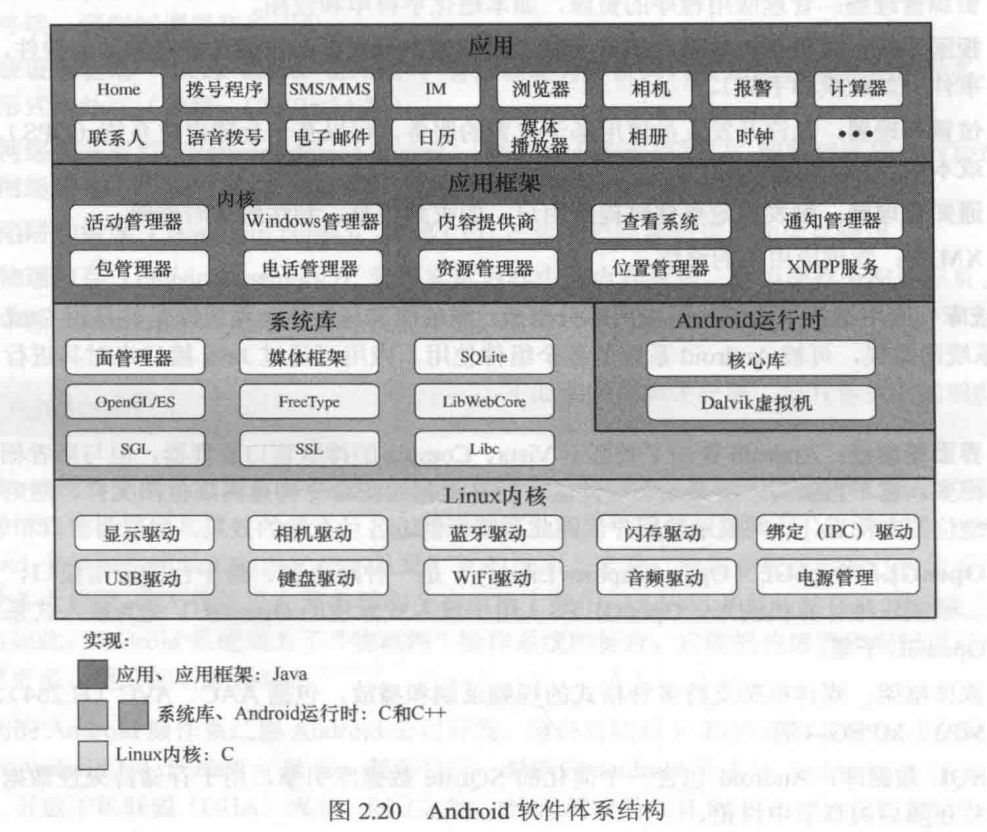 应用
Home 拨号程序 SMS/MMS IM 浏览器 相机 报警 计算器
联系人 语音拨号 电子邮件 日历 媒体播放器 相册 时钟 •••
应用框架
内核
活动管理器 Windows管理器 内容提供商 查看系统 通知管理器
包管理器 电话管理器 资源管理器 位置管理器 XMPP服务
系统库 Android运行时
面管理器 媒体框架 SQLite 核心库
OpenGL/ES FreeType LibWebCore Dalvik虚拟机
SGL SSL Libc
Linux内核
显示驱动 相机驱动 蓝牙驱动 闪存驱动 绑定（IPC）驱动
USB驱动 键盘驱动 WiFi驱动 音频驱动 电源管理
实现：
应用、应用框架：Java
系统库、Android运行时：C和C++
Linux内核：C
图 2.20 Android 软件体系结构